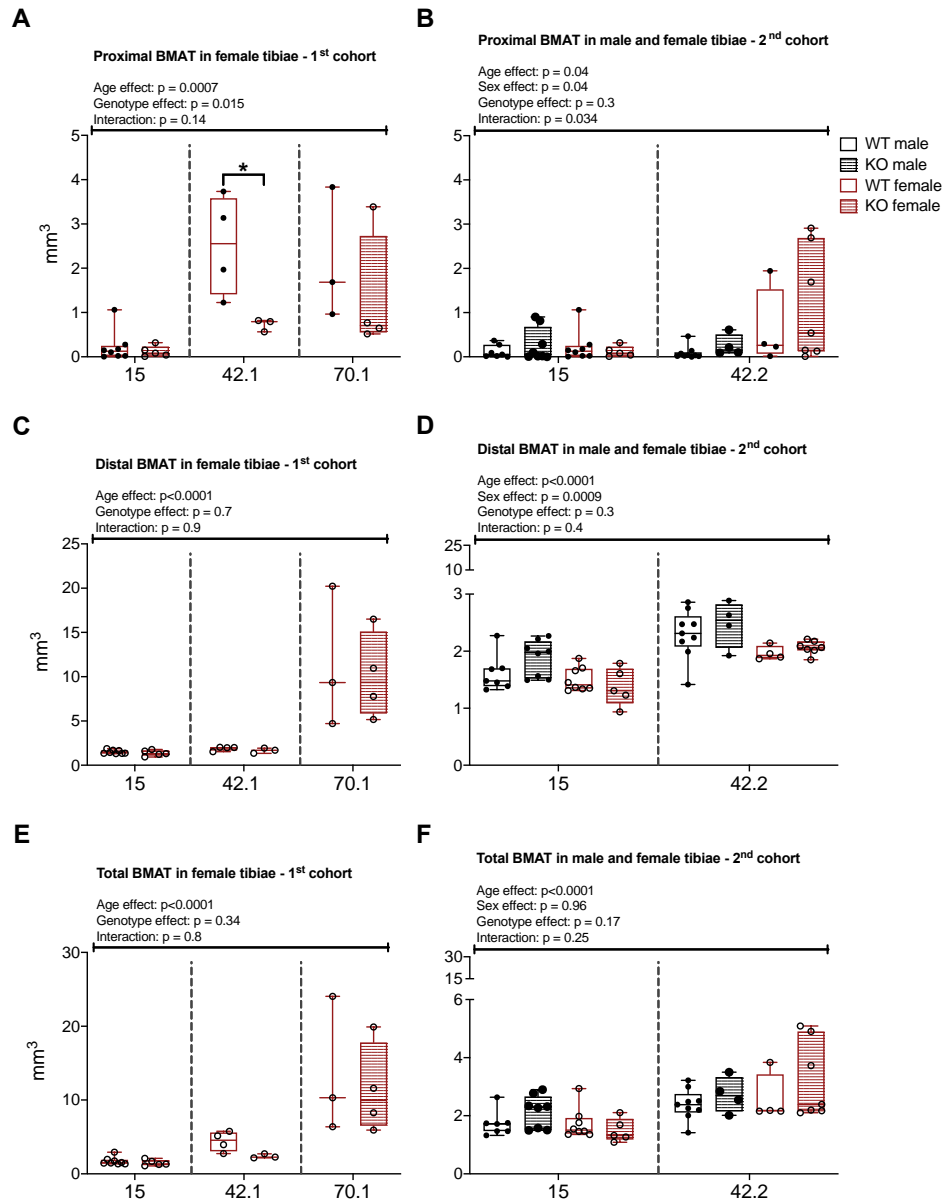 A
Proximal BMAT in female tibiae - 1st cohort
Age effect: p = 0.0007
Genotype effect: p = 0.015
Interaction: p = 0.14
5
4
3
2
1
0
mm3
*
15
42.1
70.1
B
Proximal BMAT in male and female tibiae - 2nd cohort
Age effect: p = 0.04
Sex effect: p = 0.04
Genotype effect: p = 0.3
Interaction: p = 0.034
5
4
3
2
1
0
15
42.2
WT male
KO male
WT female
KO female
C
Distal BMAT in female tibiae - 1st cohort
Age effect: p<0.0001
Genotype effect: p = 0.7
Interaction: p = 0.9
25
20
15
10
5
0
mm3
15
42.1
70.1
D
Distal BMAT in male and female tibiae - 2nd cohort
Age effect: p<0.0001
Sex effect: p = 0.0009
Genotype effect: p = 0.3
Interaction: p = 0.4
25
10
3
2
1
0
15
42.2
E
Total BMAT in female tibiae - 1st cohort
Age effect: p<0.0001
Genotype effect: p = 0.34
Interaction: p = 0.8
30
20
10
0
mm3
15
42.1
70.1
F
Total BMAT in male and female tibiae - 2nd cohort
Age effect: p<0.0001
Sex effect: p = 0.96
Genotype effect: p = 0.17
Interaction: p = 0.25
30
15
6
4
2
0
15
42.2